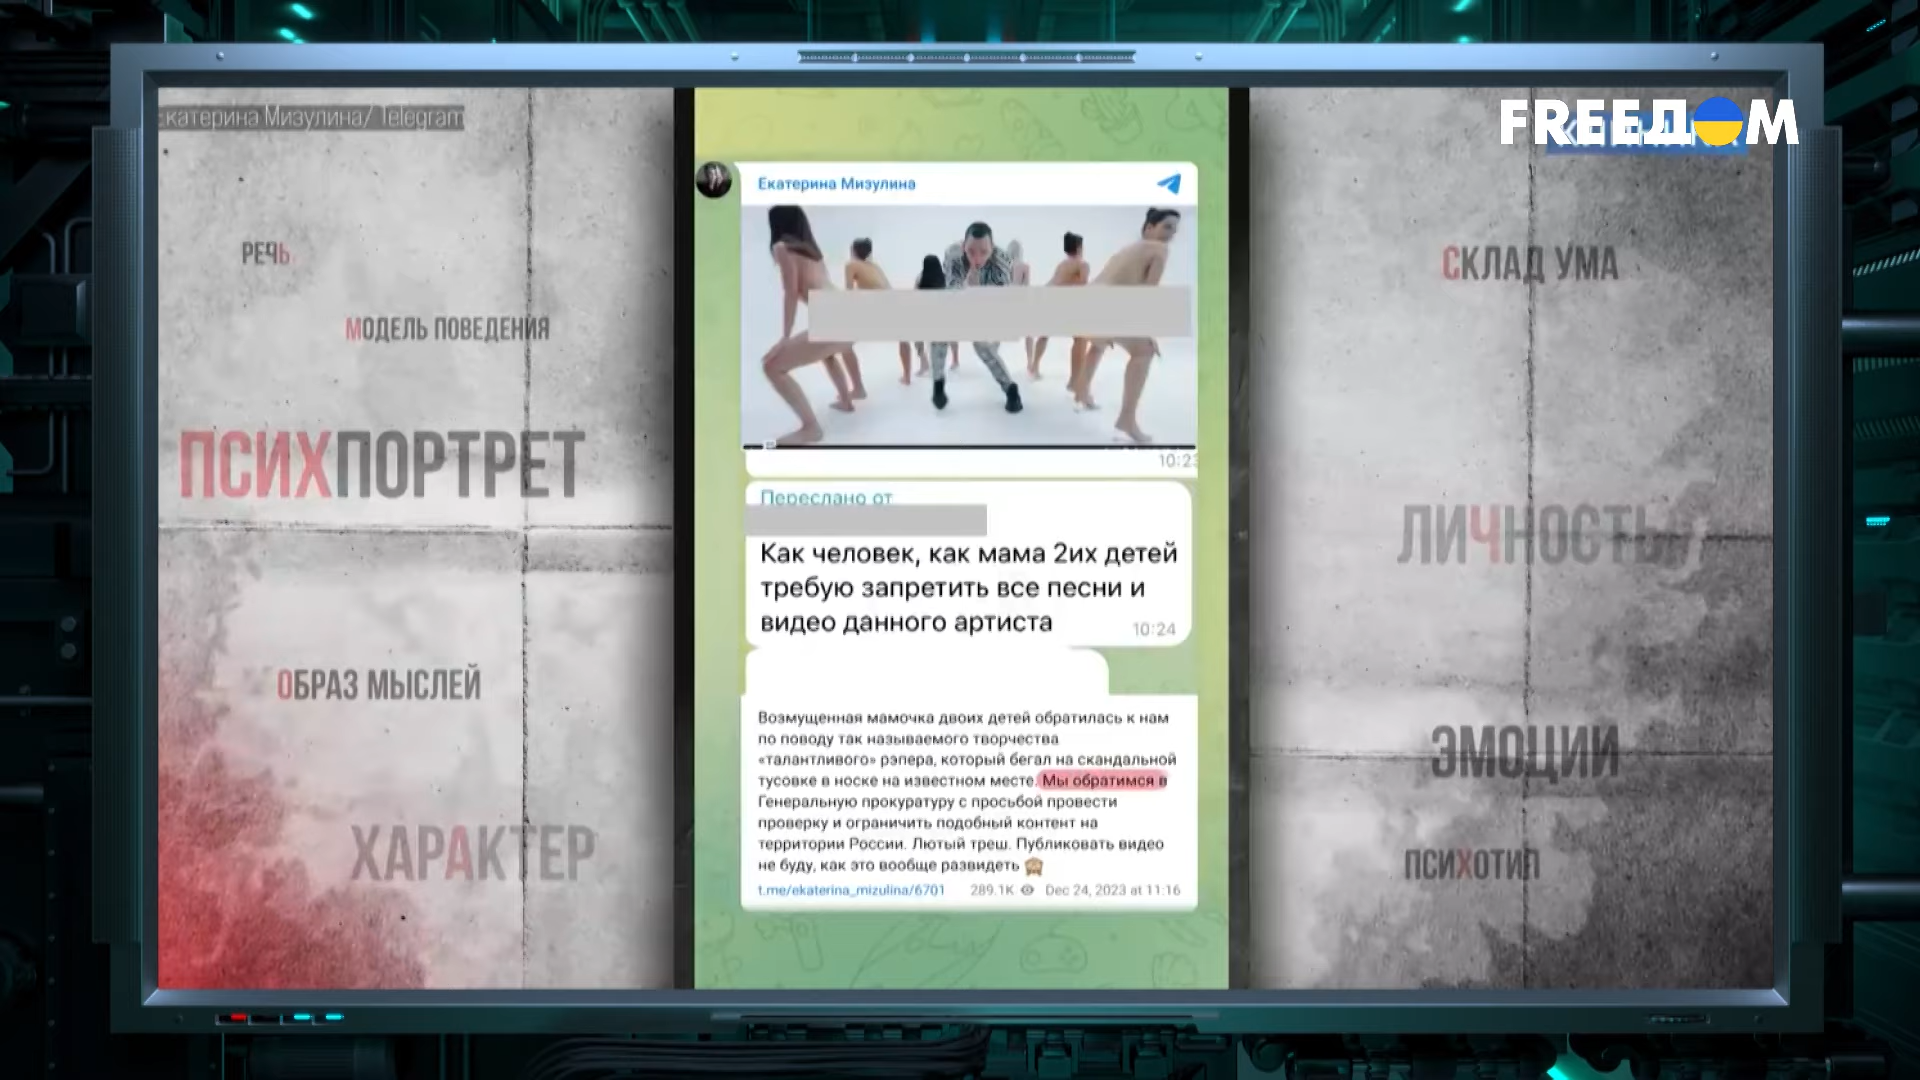 Екатерина Мизулина/ Telegram
FREEДOM
РЕЧЬ
МОДЕЛЬ ПОВЕДЕНИЯ
ПСИХПОРТРЕТ
ОБРАЗ МЫСЛЕЙ
ХАРАКТЕР
Екатерина Мизулина
10:23
Переслано от
Как человек, как мама 2их детей
требую запретить все песни и
видео данного артиста
10:24
Возмущенная мамочка двоих детей обратилась к нам
по поводу так называемого творчества
«талантливого» рэпера, который бегал на скандальной
тусовке в носке на известном месте. Мы обратимся в
Генеральную прокуратуру с просьбой провести
проверку и ограничить подобный контент на
территории России. Лютый треш. Публиковать видео
не буду, как это вообще развидеть 🙈
t.me/ekaterina_mizulina/6701 289.1K Dec 24, 2023 at 11:16
СКЛАД УМА
ЛИЧНОСТЬ
ЭМОЦИИ
ПСИХОТИП